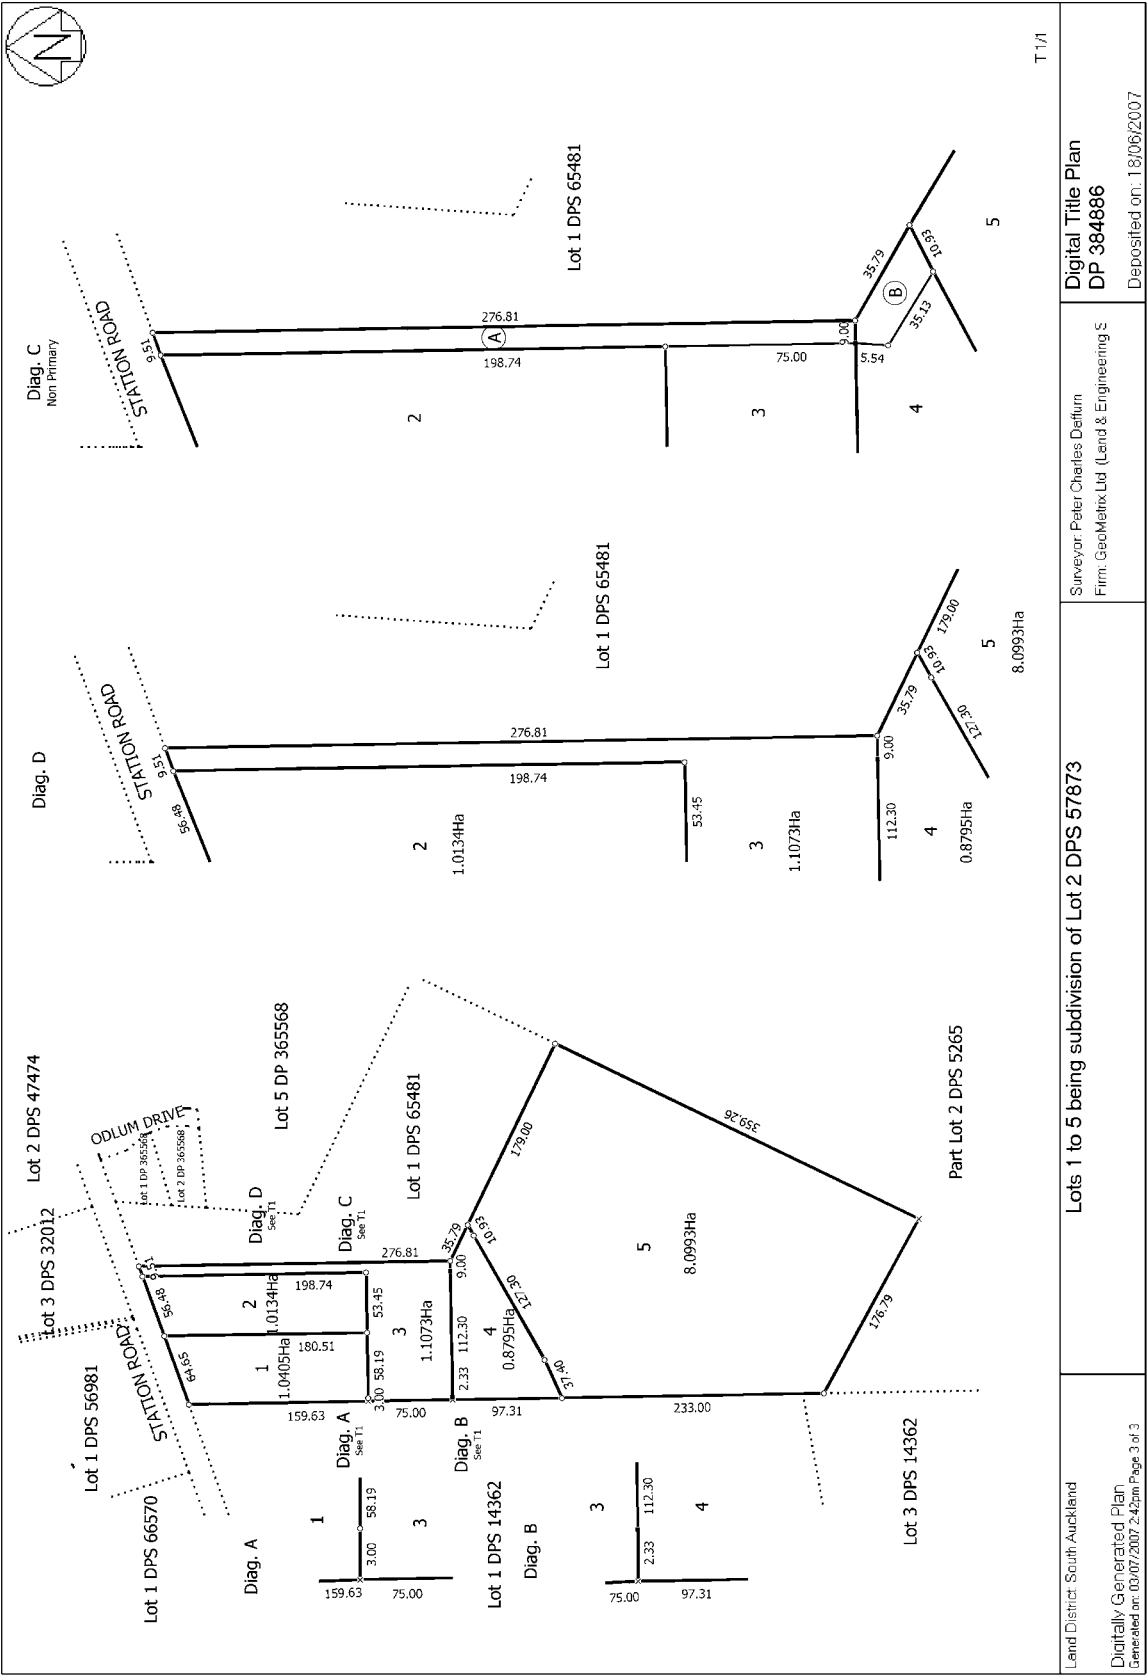 N
Lot 1 DPS 66570
Lot 1 DPS 56981
STATION ROAD
Lot 3 DPS 32012
Lot 2 DPS 47474
ODLUM DRIVE
Lot 1 DP 365568
Lot 2 DP 365568
Lot 5 DP 365568
Lot 1 DPS 65481
64.65
56.48
9.51
1
1.0405Ha
180.51
2
1.0134Ha
198.74
276.81
Diag. D
See T1
Diag. C
See T1
159.63
Diag. A
See T1
3.00
58.19
53.45
75.00
3
1.1073Ha
Diag. B
See T1
2.33
112.30
9.00
35.79
10.93
179.00
97.31
4
0.8795Ha
127.30
37.40
5
8.0993Ha
233.00
359.26
176.79
Lot 1 DPS 14362
Lot 3 DPS 14362
Part Lot 2 DPS 5265
Diag. A
1
3.00
58.19
3
159.63
75.00
Diag. B
3
2.33
112.30
4
75.00
97.31
Diag. D
STATION ROAD
56.48
9.51
2
1.0134Ha
198.74
276.81
Lot 1 DPS 65481
53.45
3
1.1073Ha
112.30
9.00
4
0.8795Ha
35.79
10.93
179.00
127.30
5
8.0993Ha
Diag. C
Non Primary
STATION ROAD
9.51
2
198.74
A
276.81
Lot 1 DPS 65481
3
75.00
9.00
5.54
4
35.79
B
35.13
10.93
5
T 1/1
Land District: South Auckland
Digitally Generated Plan
Generated on: 03/07/2007 2:42pm Page 3 of 3
Lots 1 to 5 being subdivision of Lot 2 DPS 57873
Surveyor: Peter Charles Daffurn
Firm: GeoMetrix Ltd (Land & Engineering S
Digital Title Plan
DP 384886
Deposited on: 18/06/2007